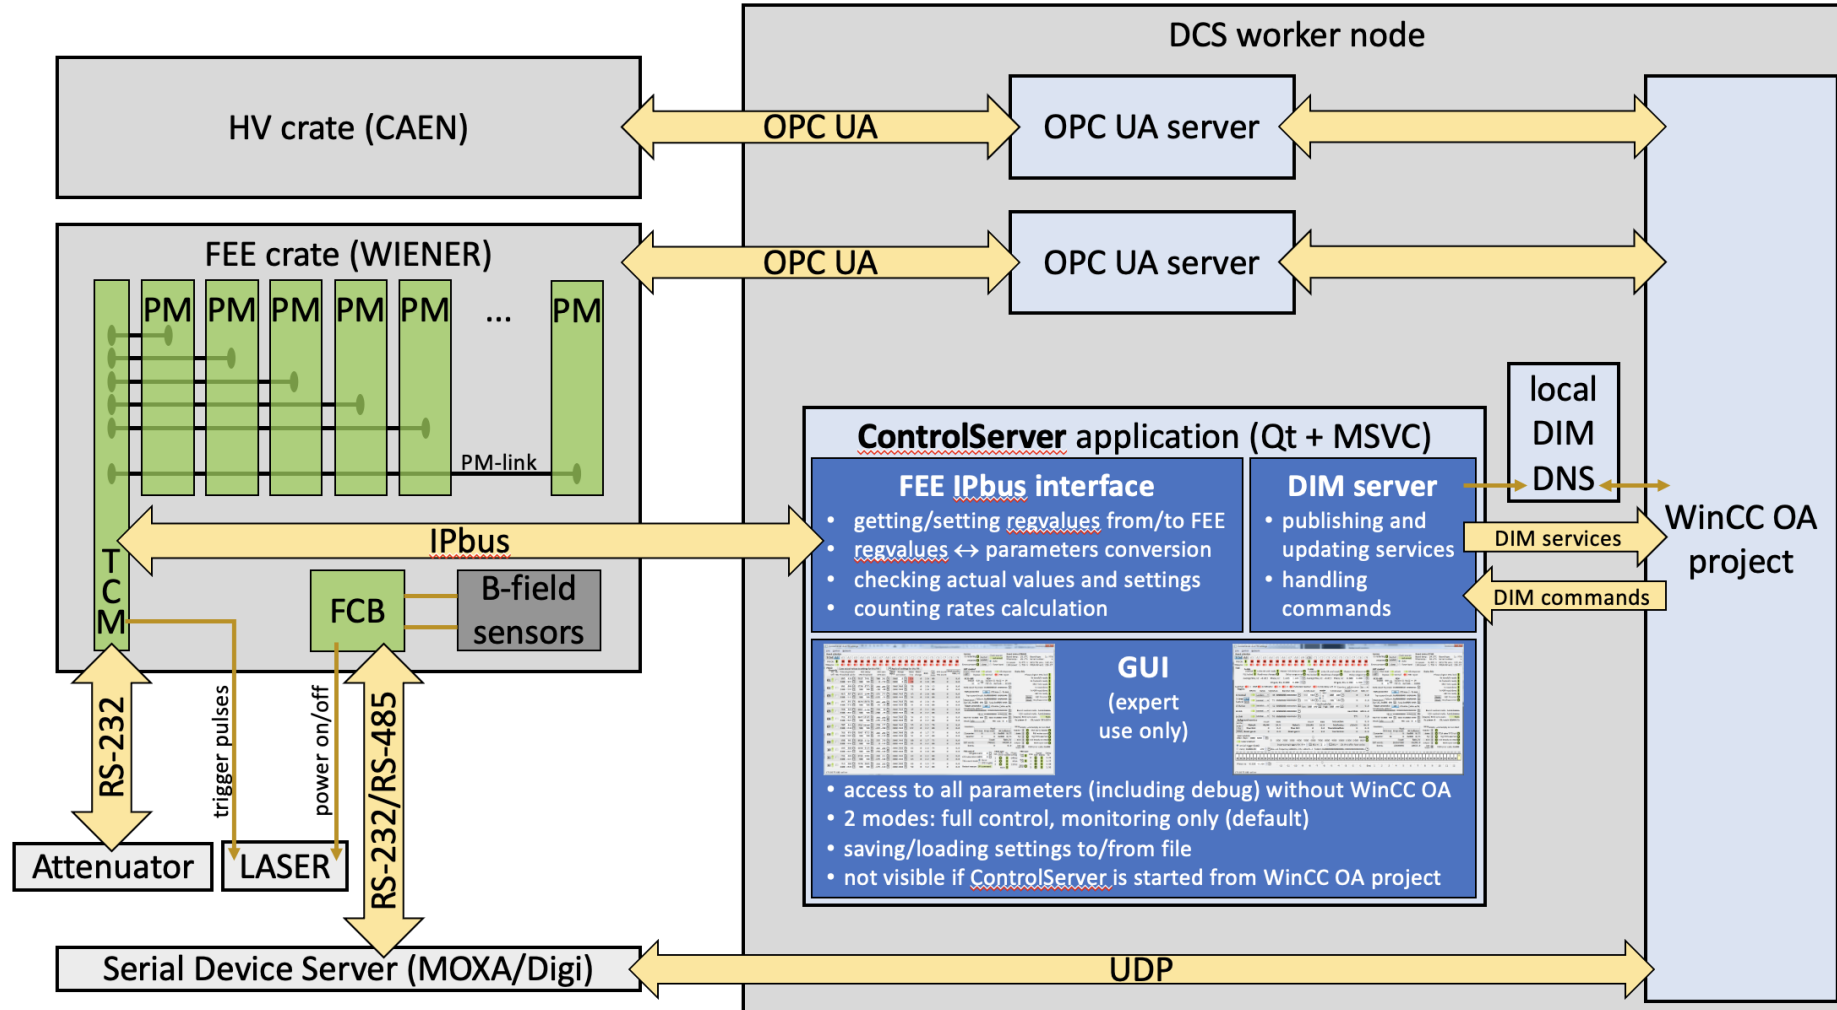 DCS worker node
HV crate (CAEN)
OPC UA
OPC UA server
FEE crate (WIENER)
OPC UA
OPC UA server
PM
PM
PM
PM
PM
...
PM
PM-link
TCM
IPbus
FCB
B-field
sensors
local
DIM
DNS
ControlServer application (Qt + MSVC)
FEE IPbus interface
• getting/setting regvalues from/to FEE
• regvalues ↔ parameters conversion
• checking actual values and settings
• counting rates calculation
DIM server
• publishing and
updating services
• handling
commands
DIM services
DIM commands
WinCC OA
project
GUI
(expert
use only)
• access to all parameters (including debug) without WinCC OA
• 2 modes: full control, monitoring only (default)
• saving/loading settings to/from file
• not visible if ControlServer is started from WinCC OA project
RS-232
trigger pulses
power on/off
RS-232/RS-485
Attenuator
LASER
Serial Device Server (MOXA/Digi)
UDP